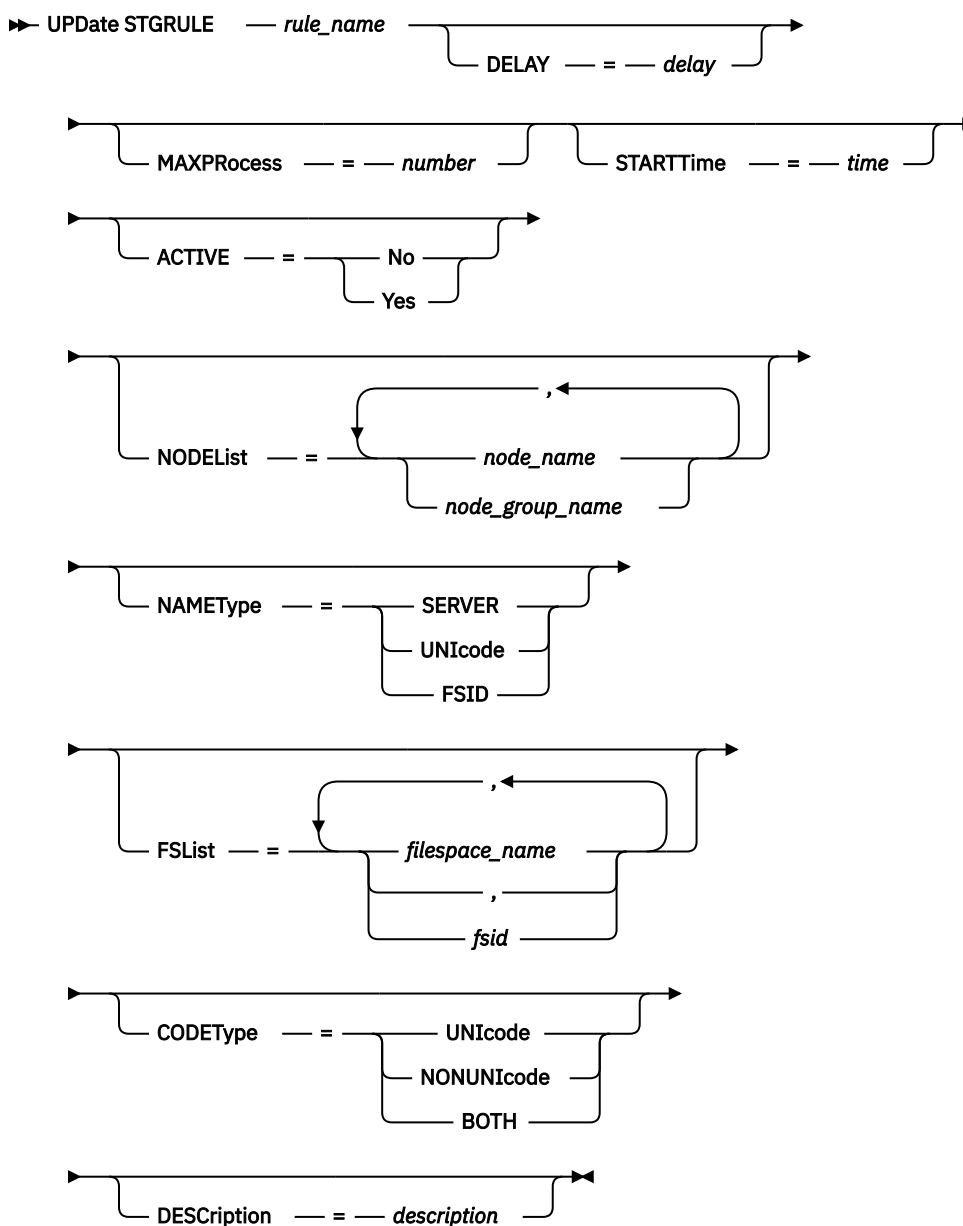 UPDate STGRULE rule_name
DELAY = delay
MAXPRocess = number STARTTime = time
ACTIVE = No
Yes
,
NODEList = node_name
node_group_name
NAMEType = SERVER
UNIcode
FSID
,
FSList = filespace_name
,
fsid
CODEType = UNIcode
NONUNIcode
BOTH
DESCription = description